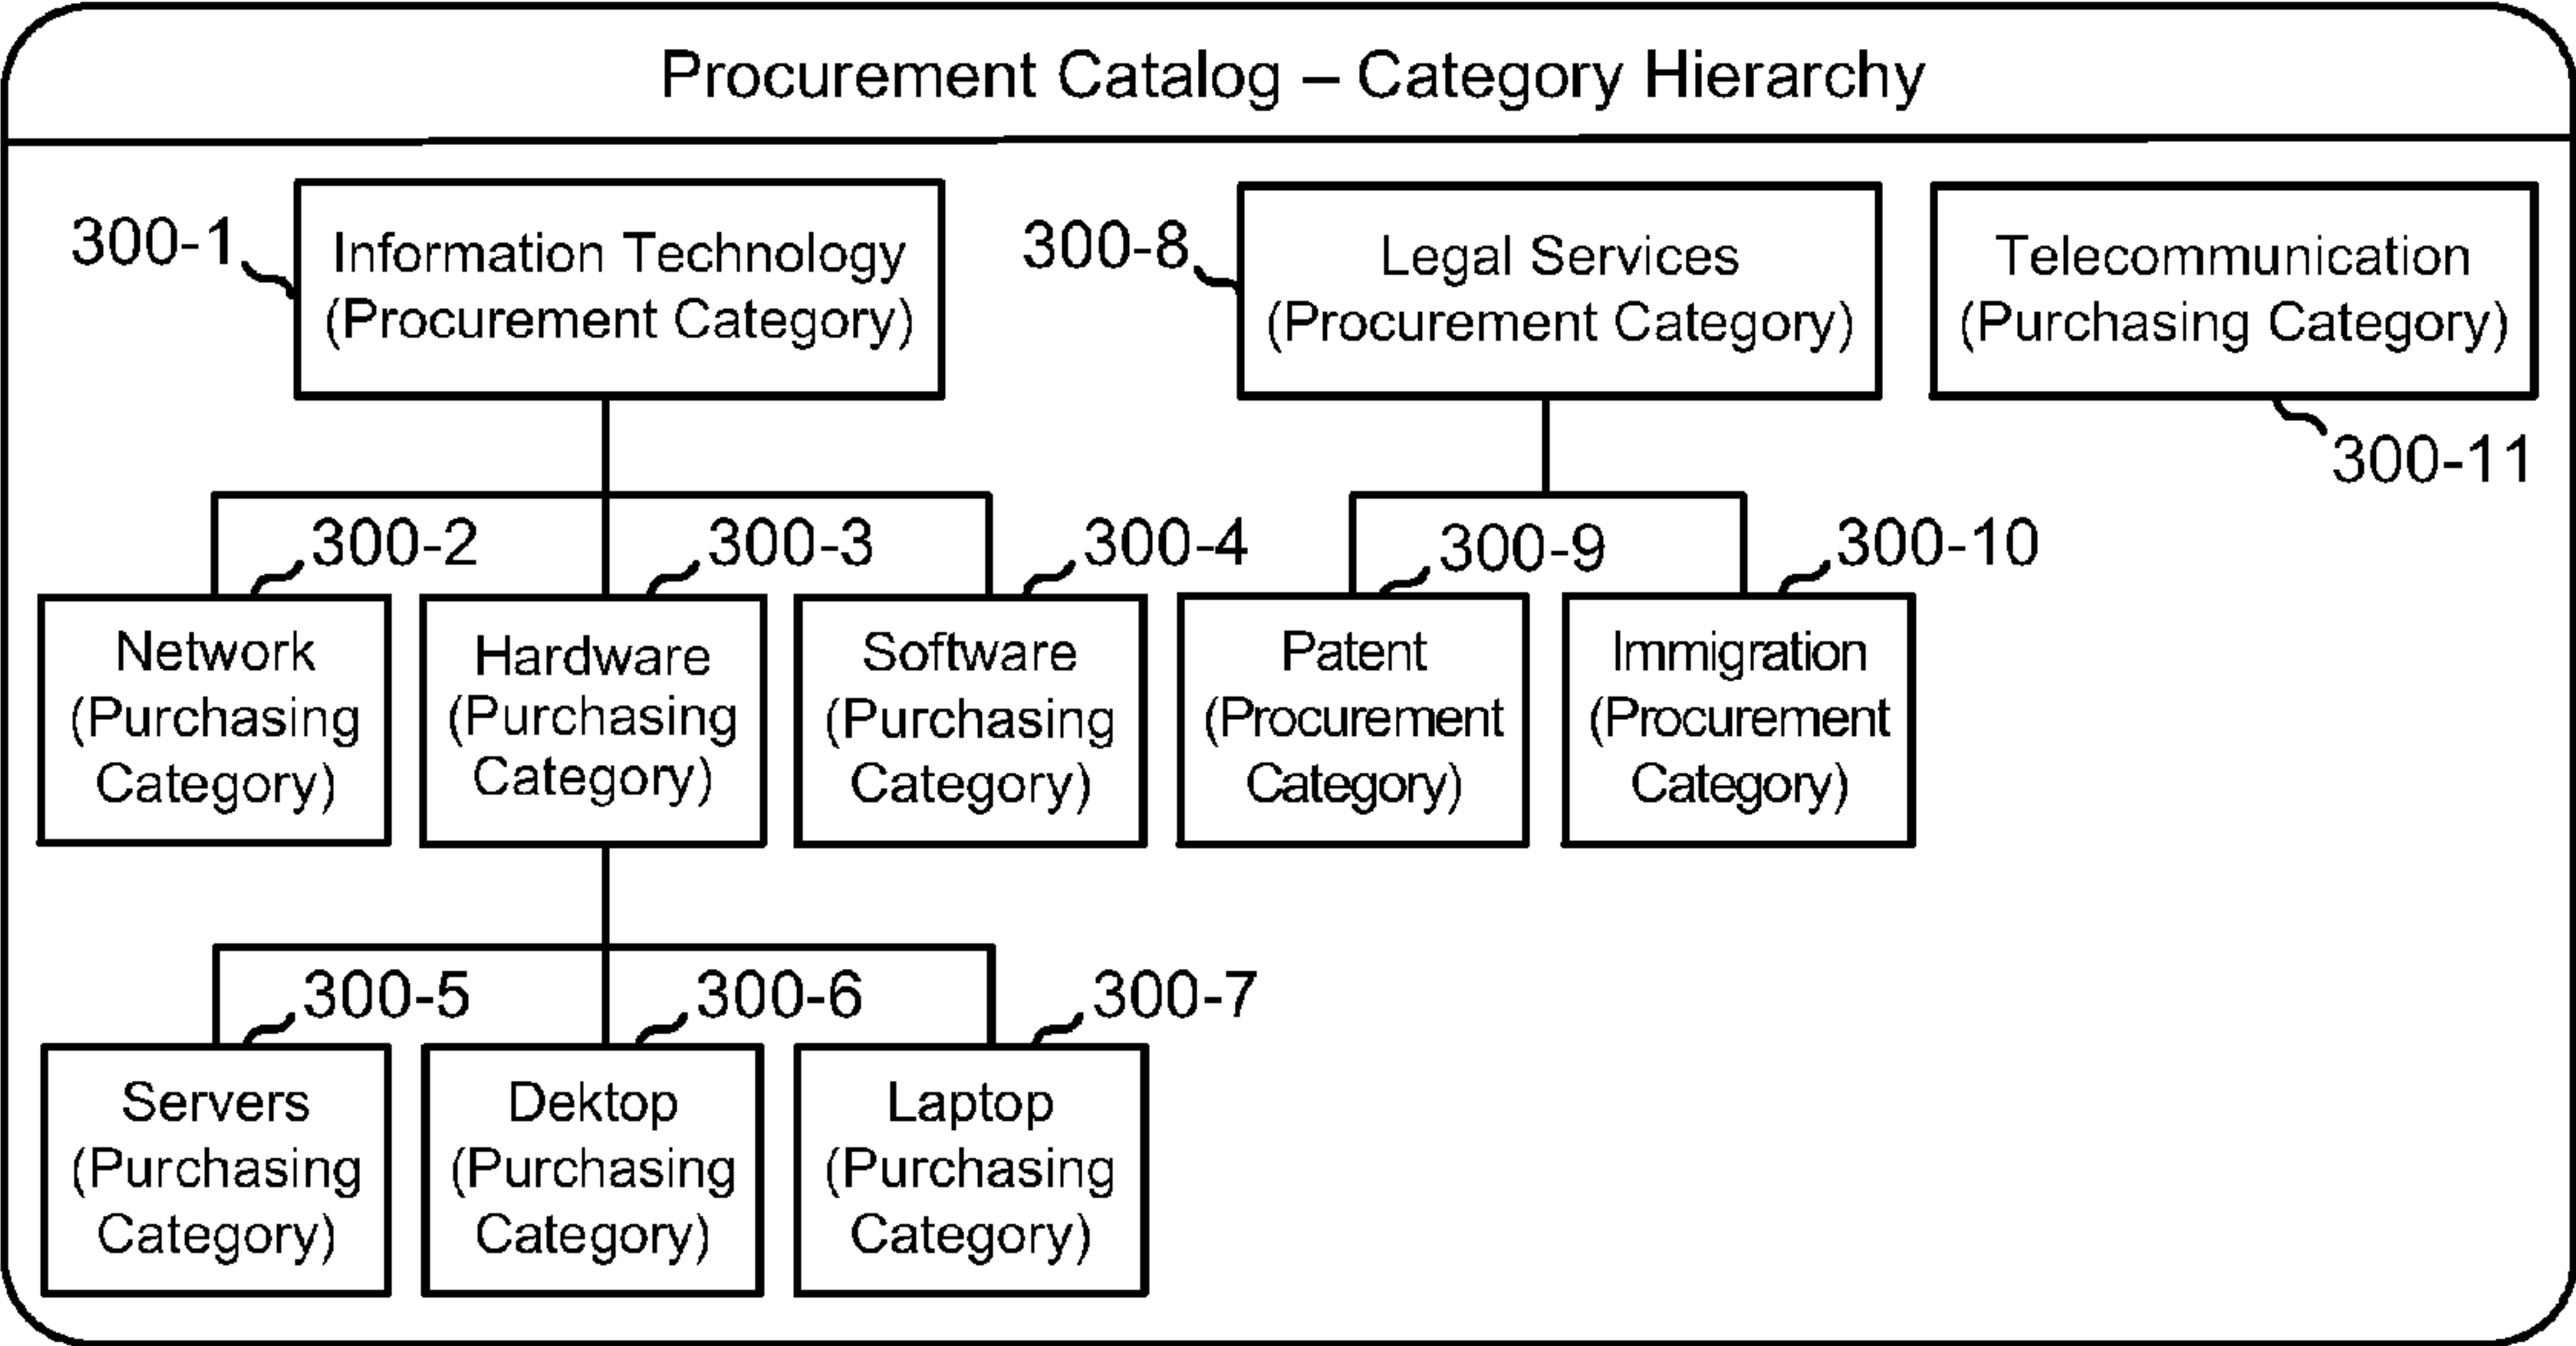 Procurement Catalog – Category Hierarchy
300-1
Information Technology
(Procurement Category)
300-8
Legal Services
(Procurement Category)
Telecommunication
(Purchasing Category)
300-11
300-2
300-3
300-4
300-9
300-10
Network
(Purchasing
Category)
Hardware
(Purchasing
Category)
Software
(Purchasing
Category)
Patent
(Procurement
Category)
Immigration
(Procurement
Category)
300-5
300-6
300-7
Servers
(Purchasing
Category)
Dektop
(Purchasing
Category)
Laptop
(Purchasing
Category)